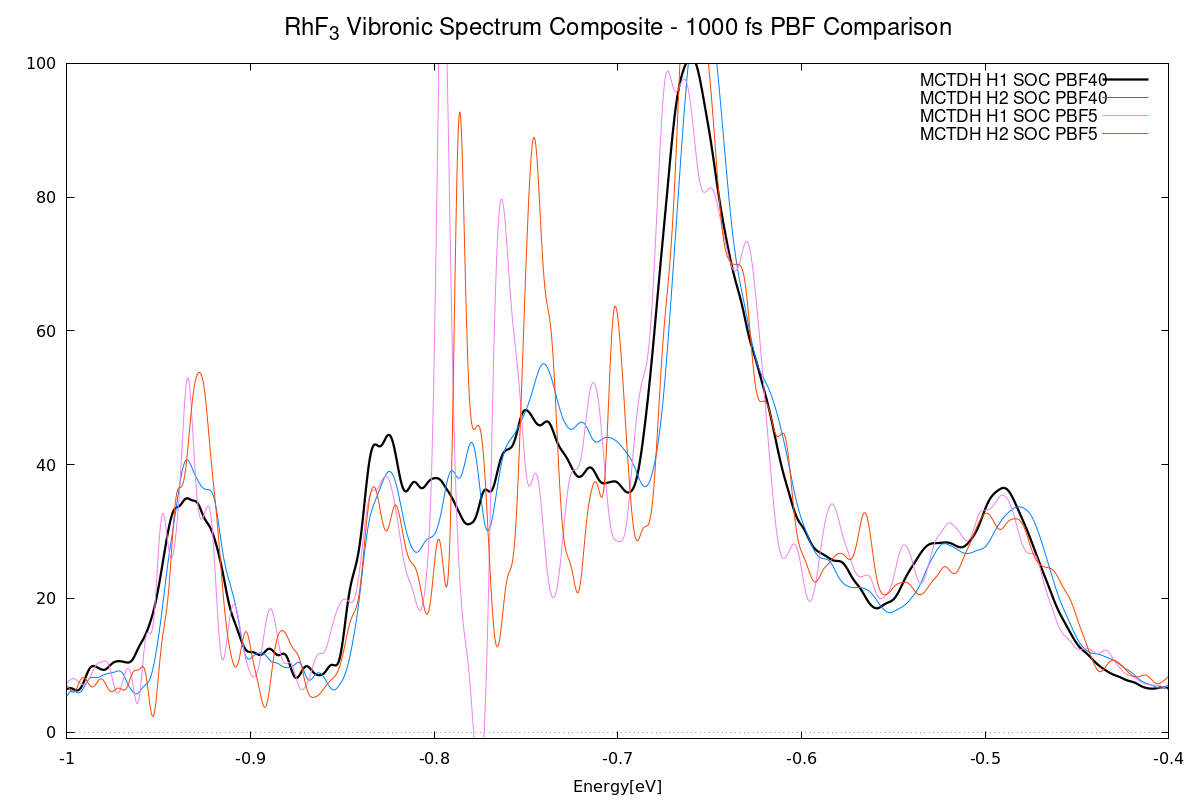 RhF3 Vibronic Spectrum Composite - 1000 fs PBF Comparison
MCTDH H1 SOC PBF40
MCTDH H2 SOC PBF40
MCTDH H1 SOC PBF5
MCTDH H2 SOC PBF5
100
80
60
40
20
0
-1 -0.9 -0.8 -0.7 -0.6 -0.5 -0.4
Energy[eV]